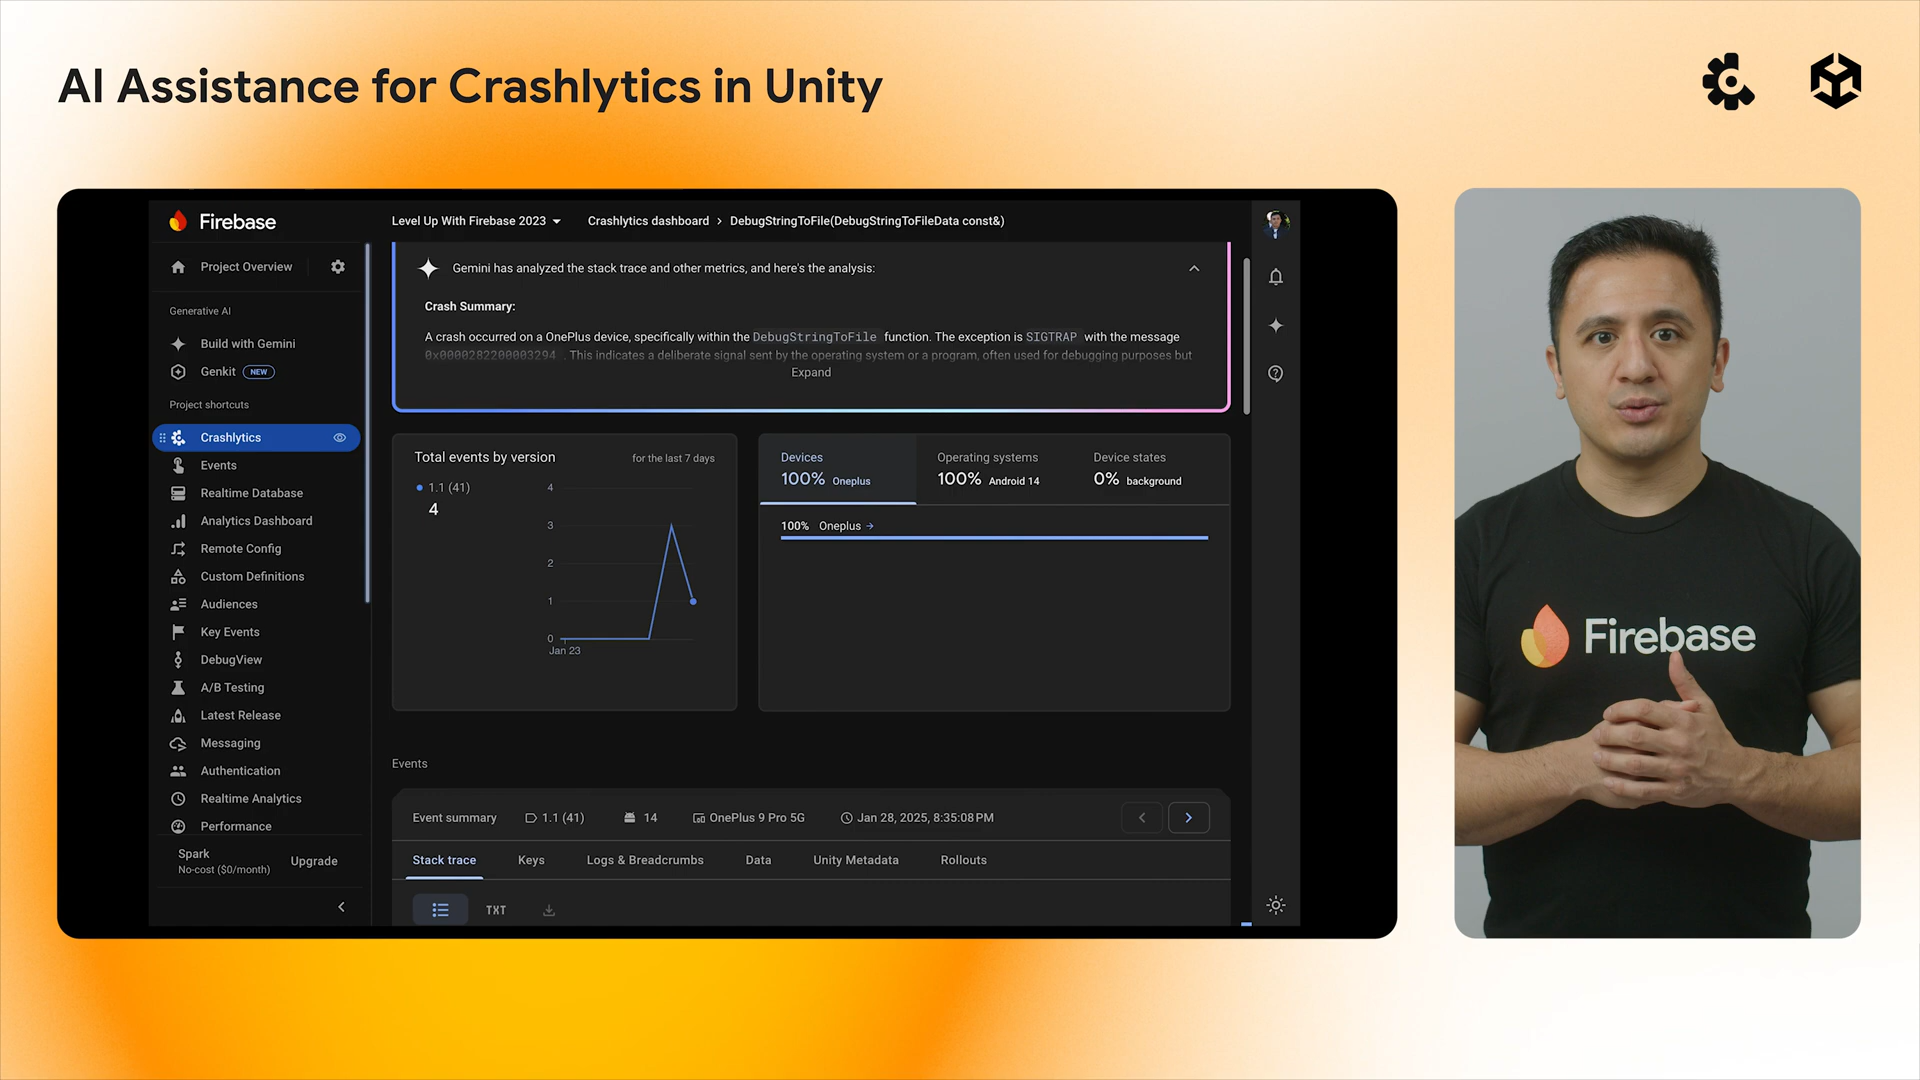 AI Assistance for Crashlytics in Unity
Firebase
Level Up With Firebase 2023
Crashlytics dashboard > DebugStringToFile(DebugStringToFileData const&)
Project Overview
Generative AI
Build with Gemini
Genkit NEW
Project shortcuts
Crashlytics
Events
Realtime Database
Analytics Dashboard
Remote Config
Custom Definitions
Audiences
Key Events
DebugView
A/B Testing
Latest Release
Messaging
Authentication
Realtime Analytics
Performance
Spark
No-cost ($0/month)
Upgrade
Gemini has analyzed the stack trace and other metrics, and here's the analysis:
Crash Summary:
A crash occurred on a OnePlus device, specifically within the DebugStringToFile function. The exception is SIGTRAP with the message
0x0000282200003294 . This indicates a deliberate signal sent by the operating system or a program, often used for debugging purposes but
Expand
Total events by version
for the last 7 days
1.1 (41)
4
4
3
2
1
0
Jan 23
Devices
100% Oneplus
Operating systems
100% Android 14
Device states
0% background
100% Oneplus
Events
Event summary
1.1 (41)
14
OnePlus 9 Pro 5G
Jan 28, 2025, 8:35:08 PM
Stack trace
Keys
Logs & Breadcrumbs
Data
Unity Metadata
Rollouts
TXT
Firebase